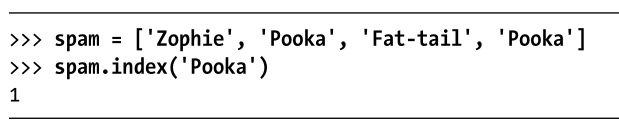 >>> spam = ['Zophie', 'Pooka', 'Fat-tail', 'Pooka']
>>> spam.index('Pooka')
1